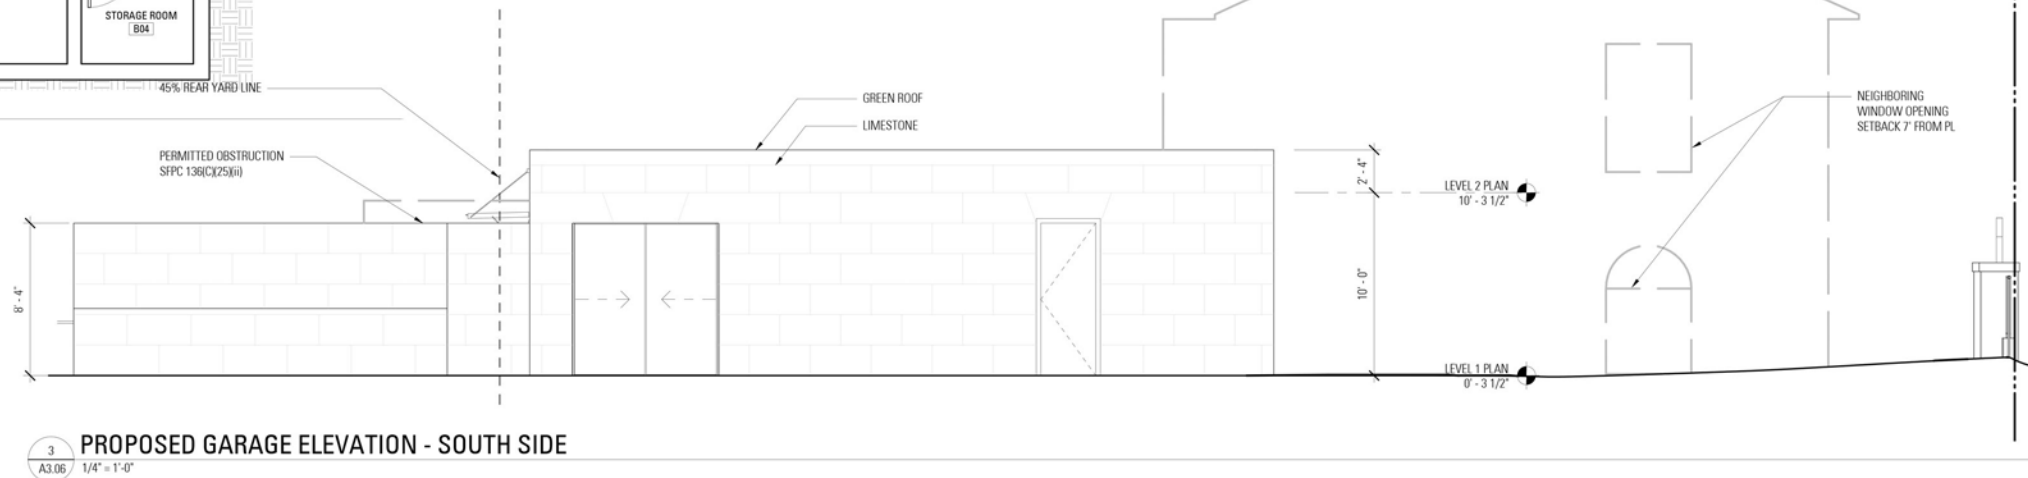 STORAGE ROOM
B04
45% REAR YARD LINE
GREEN ROOF
LIMESTONE
NEIGHBORING
WINDOW OPENING
SETBACK 7' FROM PL
PERMITTED OBSTRUCTION
SFPC 136(C)(25)(ii)
2' - 4"
LEVEL 2 PLAN
10' - 3 1/2"
8' - 4"
10' - 0"
LEVEL 1 PLAN
0' - 3 1/2"
3
A3.06
PROPOSED GARAGE ELEVATION - SOUTH SIDE
1/4" = 1'-0"